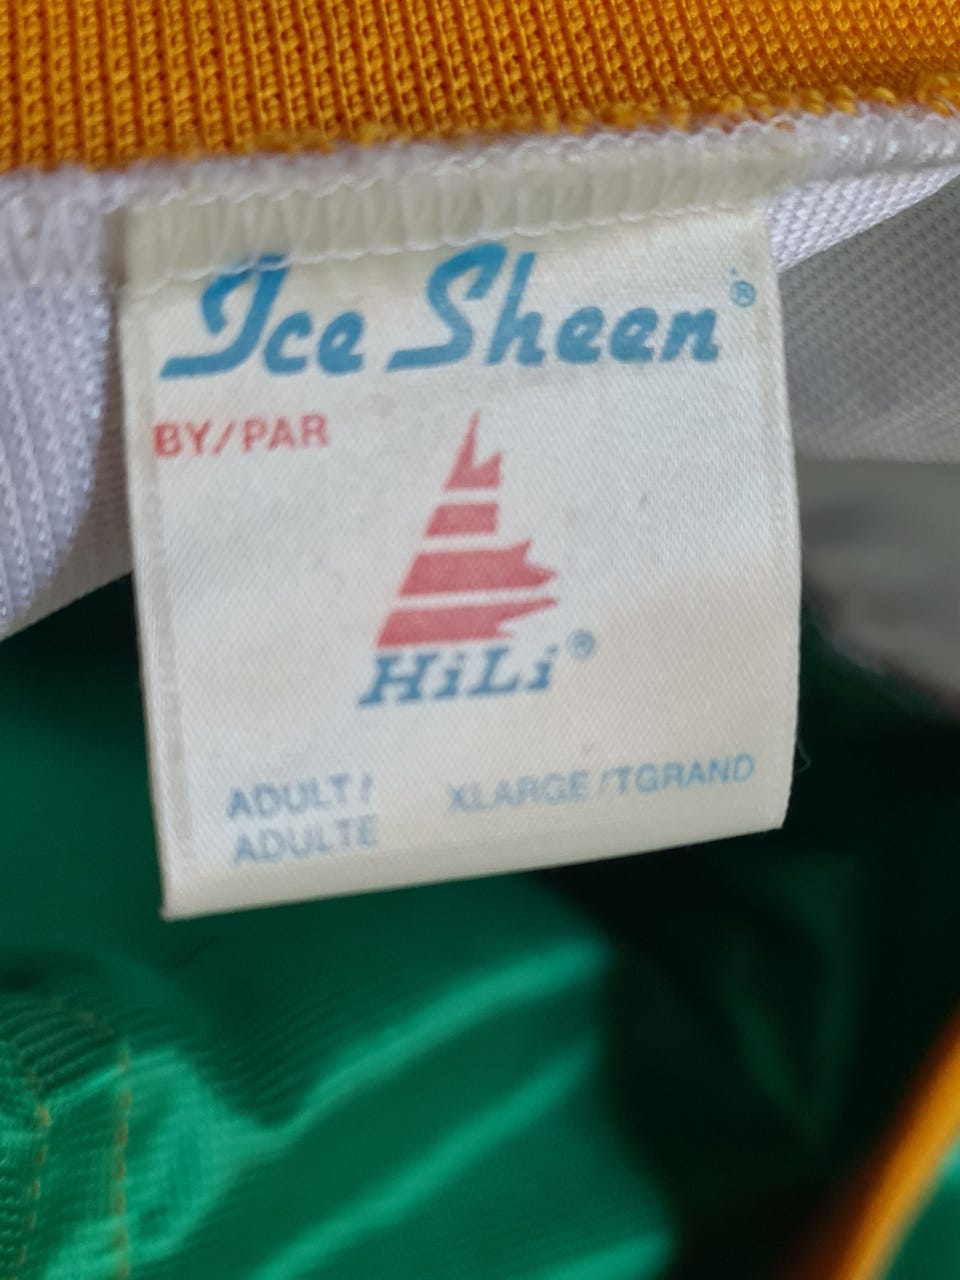 Ice Sheen®
BY/PAR
HiLi®
ADULT/ XLARGE/TGRAND
ADULTE